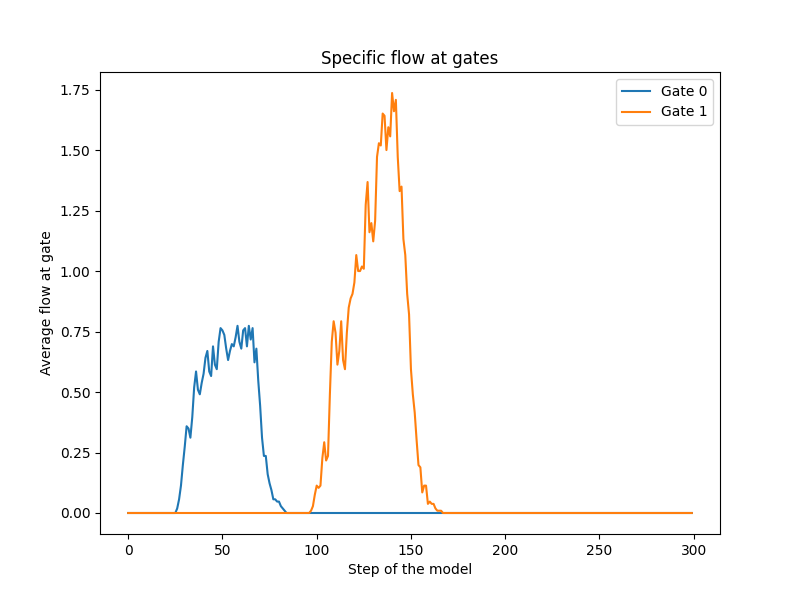 Specific flow at gates
Gate 0
Gate 1
1.75
1.50
1.25
1.00
0.75
0.50
0.25
0.00
Average flow at gate
0 50 100 150 200 250 300
Step of the model